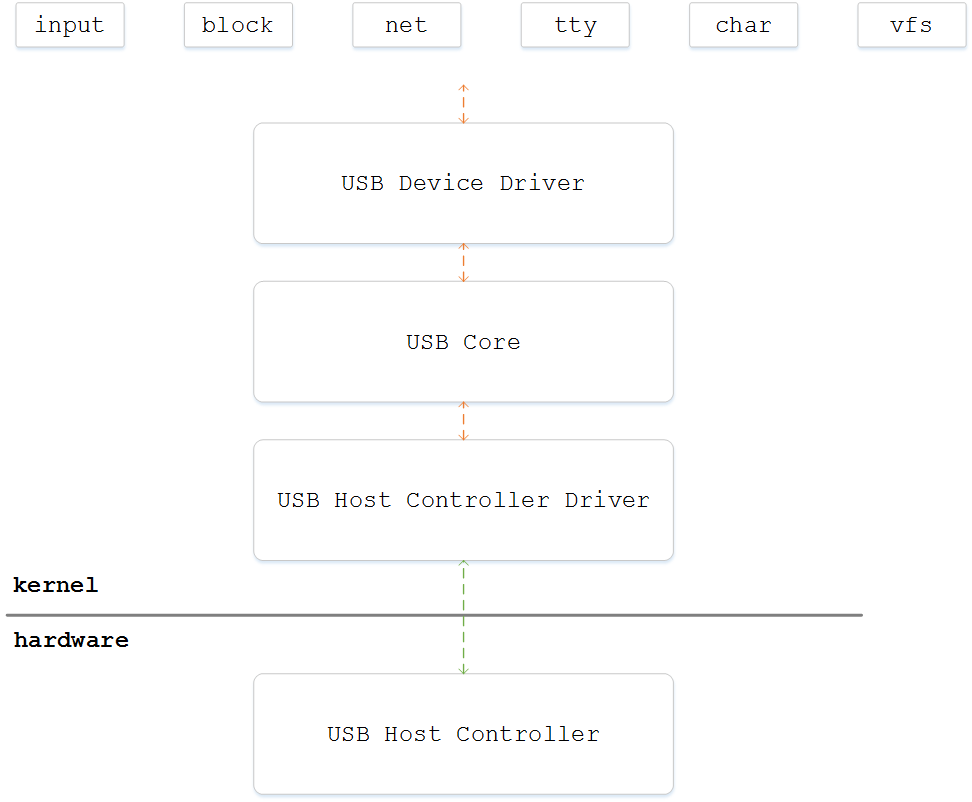 input block net tty char vfs
USB Device Driver
USB Core
USB Host Controller Driver
kernel
hardware
USB Host Controller